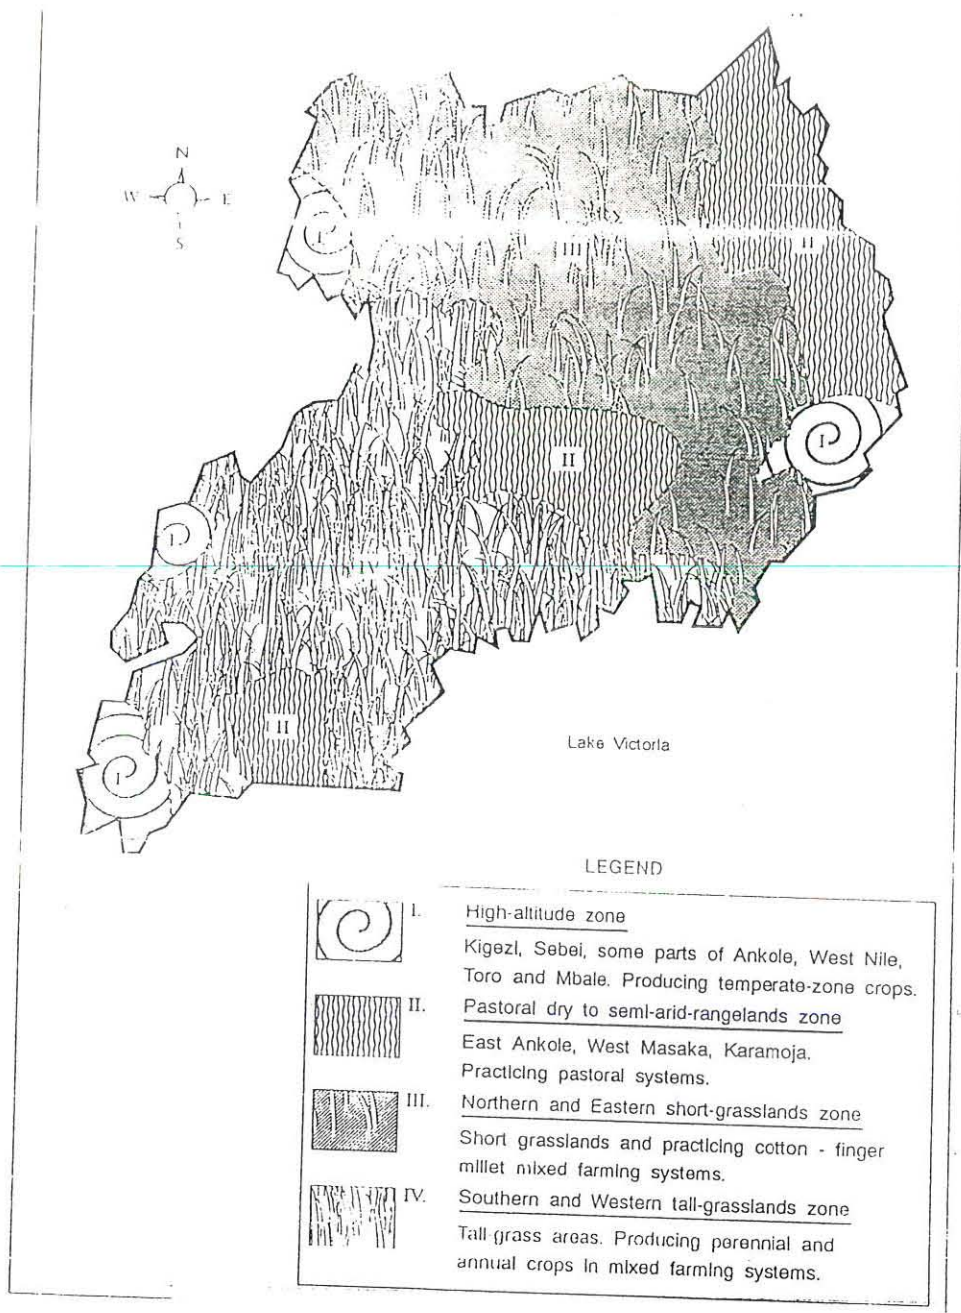 N
W E
S
I
III
II
I
II
I
IV
II
I
Lake Victoria
LEGEND
I. High-altitude zone
Kigezi, Sebei, some parts of Ankole, West Nile,
Toro and Mbale. Producing temperate-zone crops.
II. Pastoral dry to semi-arid-rangelands zone
East Ankole, West Masaka, Karamoja.
Practicing pastoral systems.
III. Northern and Eastern short-grasslands zone
Short grasslands and practicing cotton - finger
millet mixed farming systems.
IV. Southern and Western tall-grasslands zone
Tall grass areas. Producing perennial and
annual crops in mixed farming systems.